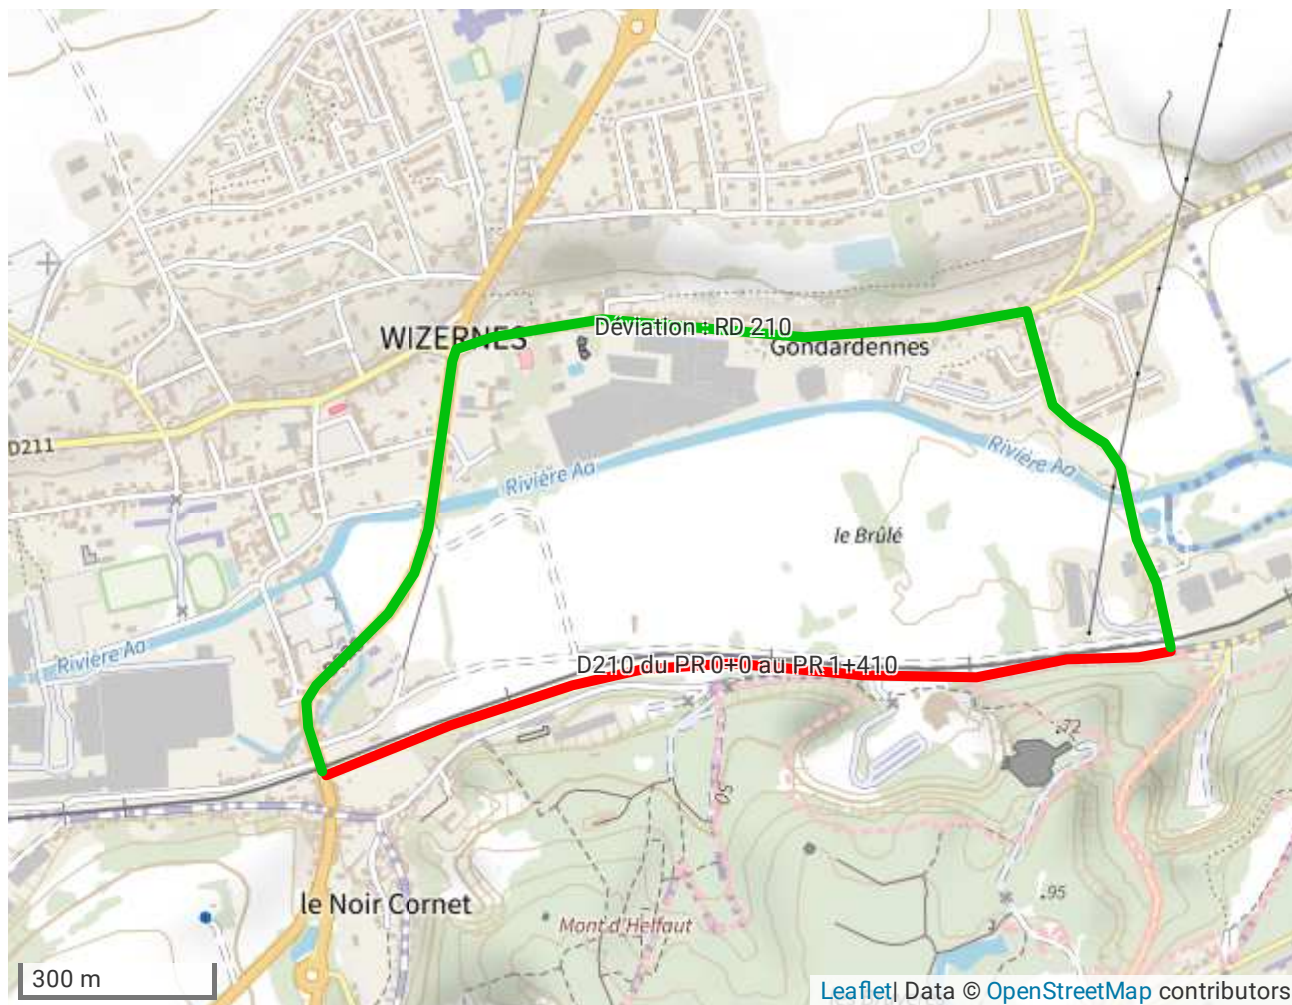 WIZERNES
Déviation : RD 210
Gondardennes
D211
Rivière Aa
Rivière Aa
le Brûlé
Rivière Aa
D210 du PR 0+0 au PR 1+410
.72
50
.95
le Noir Cornet
Mont d'Helfaut
300 m
Leaflet | Data © OpenStreetMap contributors